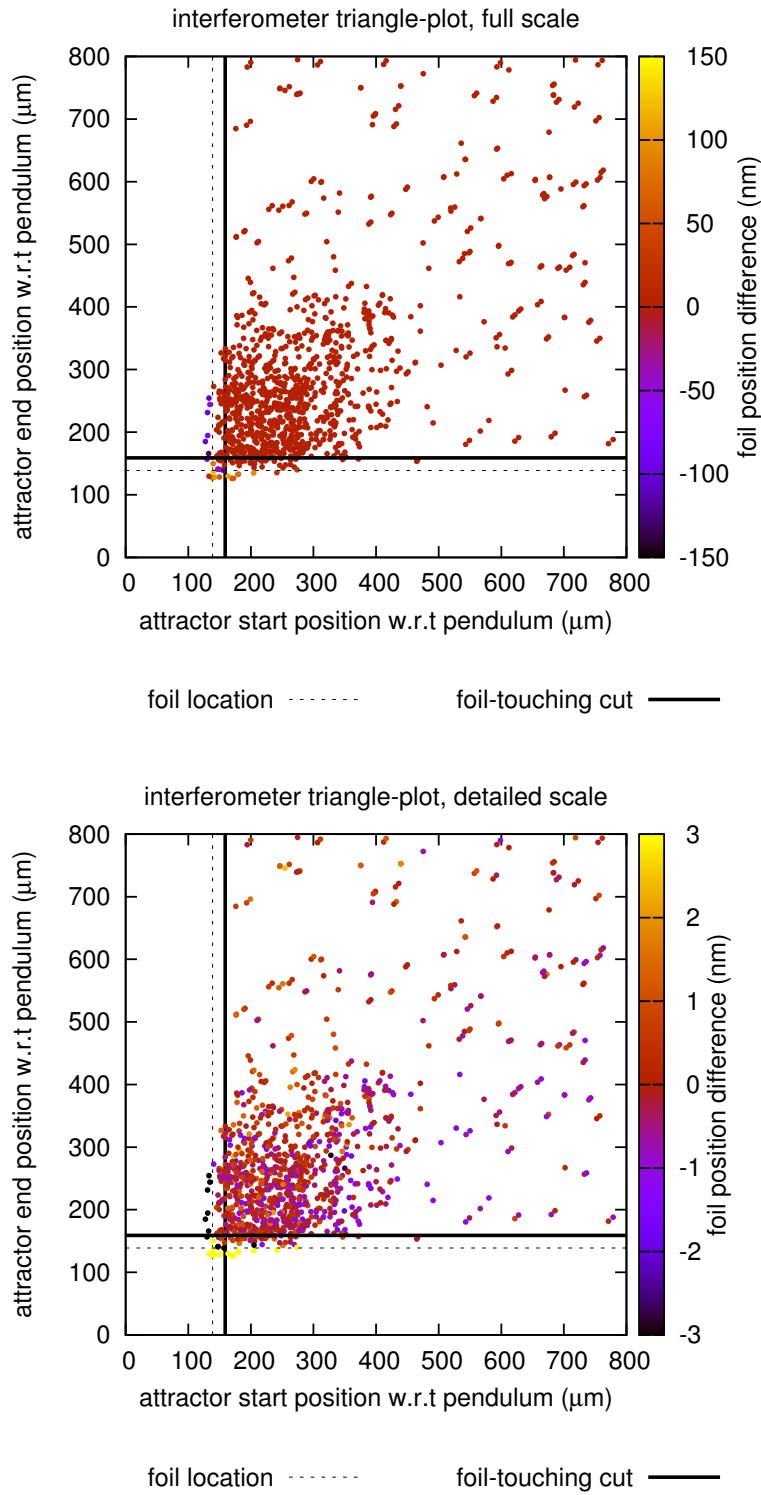 interferometer triangle-plot, full scale
800
700
600
500
400
300
200
100
0
attractor end position w.r.t pendulum (μm)
0 100 200 300 400 500 600 700 800
attractor start position w.r.t pendulum (μm)
150
100
50
0
-50
-100
-150
foil position difference (nm)
foil location
foil-touching cut
interferometer triangle-plot, detailed scale
800
700
600
500
400
300
200
100
0
attractor end position w.r.t pendulum (μm)
0 100 200 300 400 500 600 700 800
attractor start position w.r.t pendulum (μm)
3
2
1
0
-1
-2
-3
foil position difference (nm)
foil location
foil-touching cut